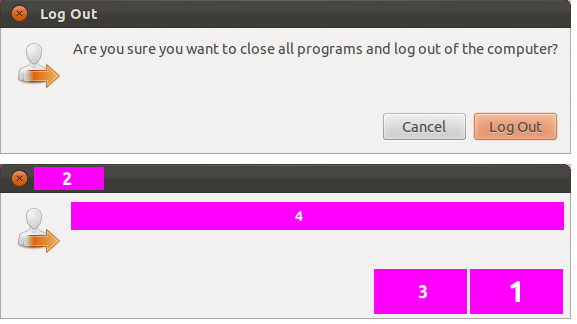 Log Out
Are you sure you want to close all programs and log out of the computer?
Cancel
Log Out
2
4
3
1